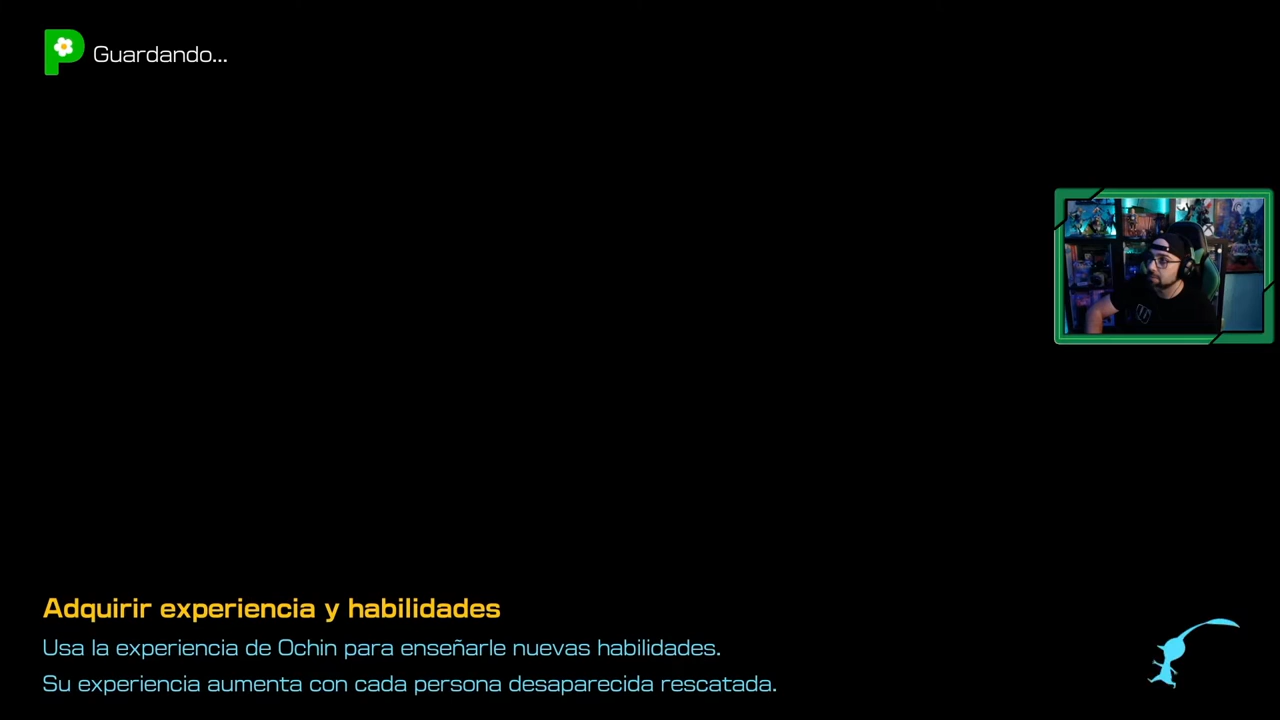 Guardando...
Adquirir experiencia y habilidades
Usa la experiencia de Ochin para enseñarle nuevas habilidades.
Su experiencia aumenta con cada persona desaparecida rescatada.